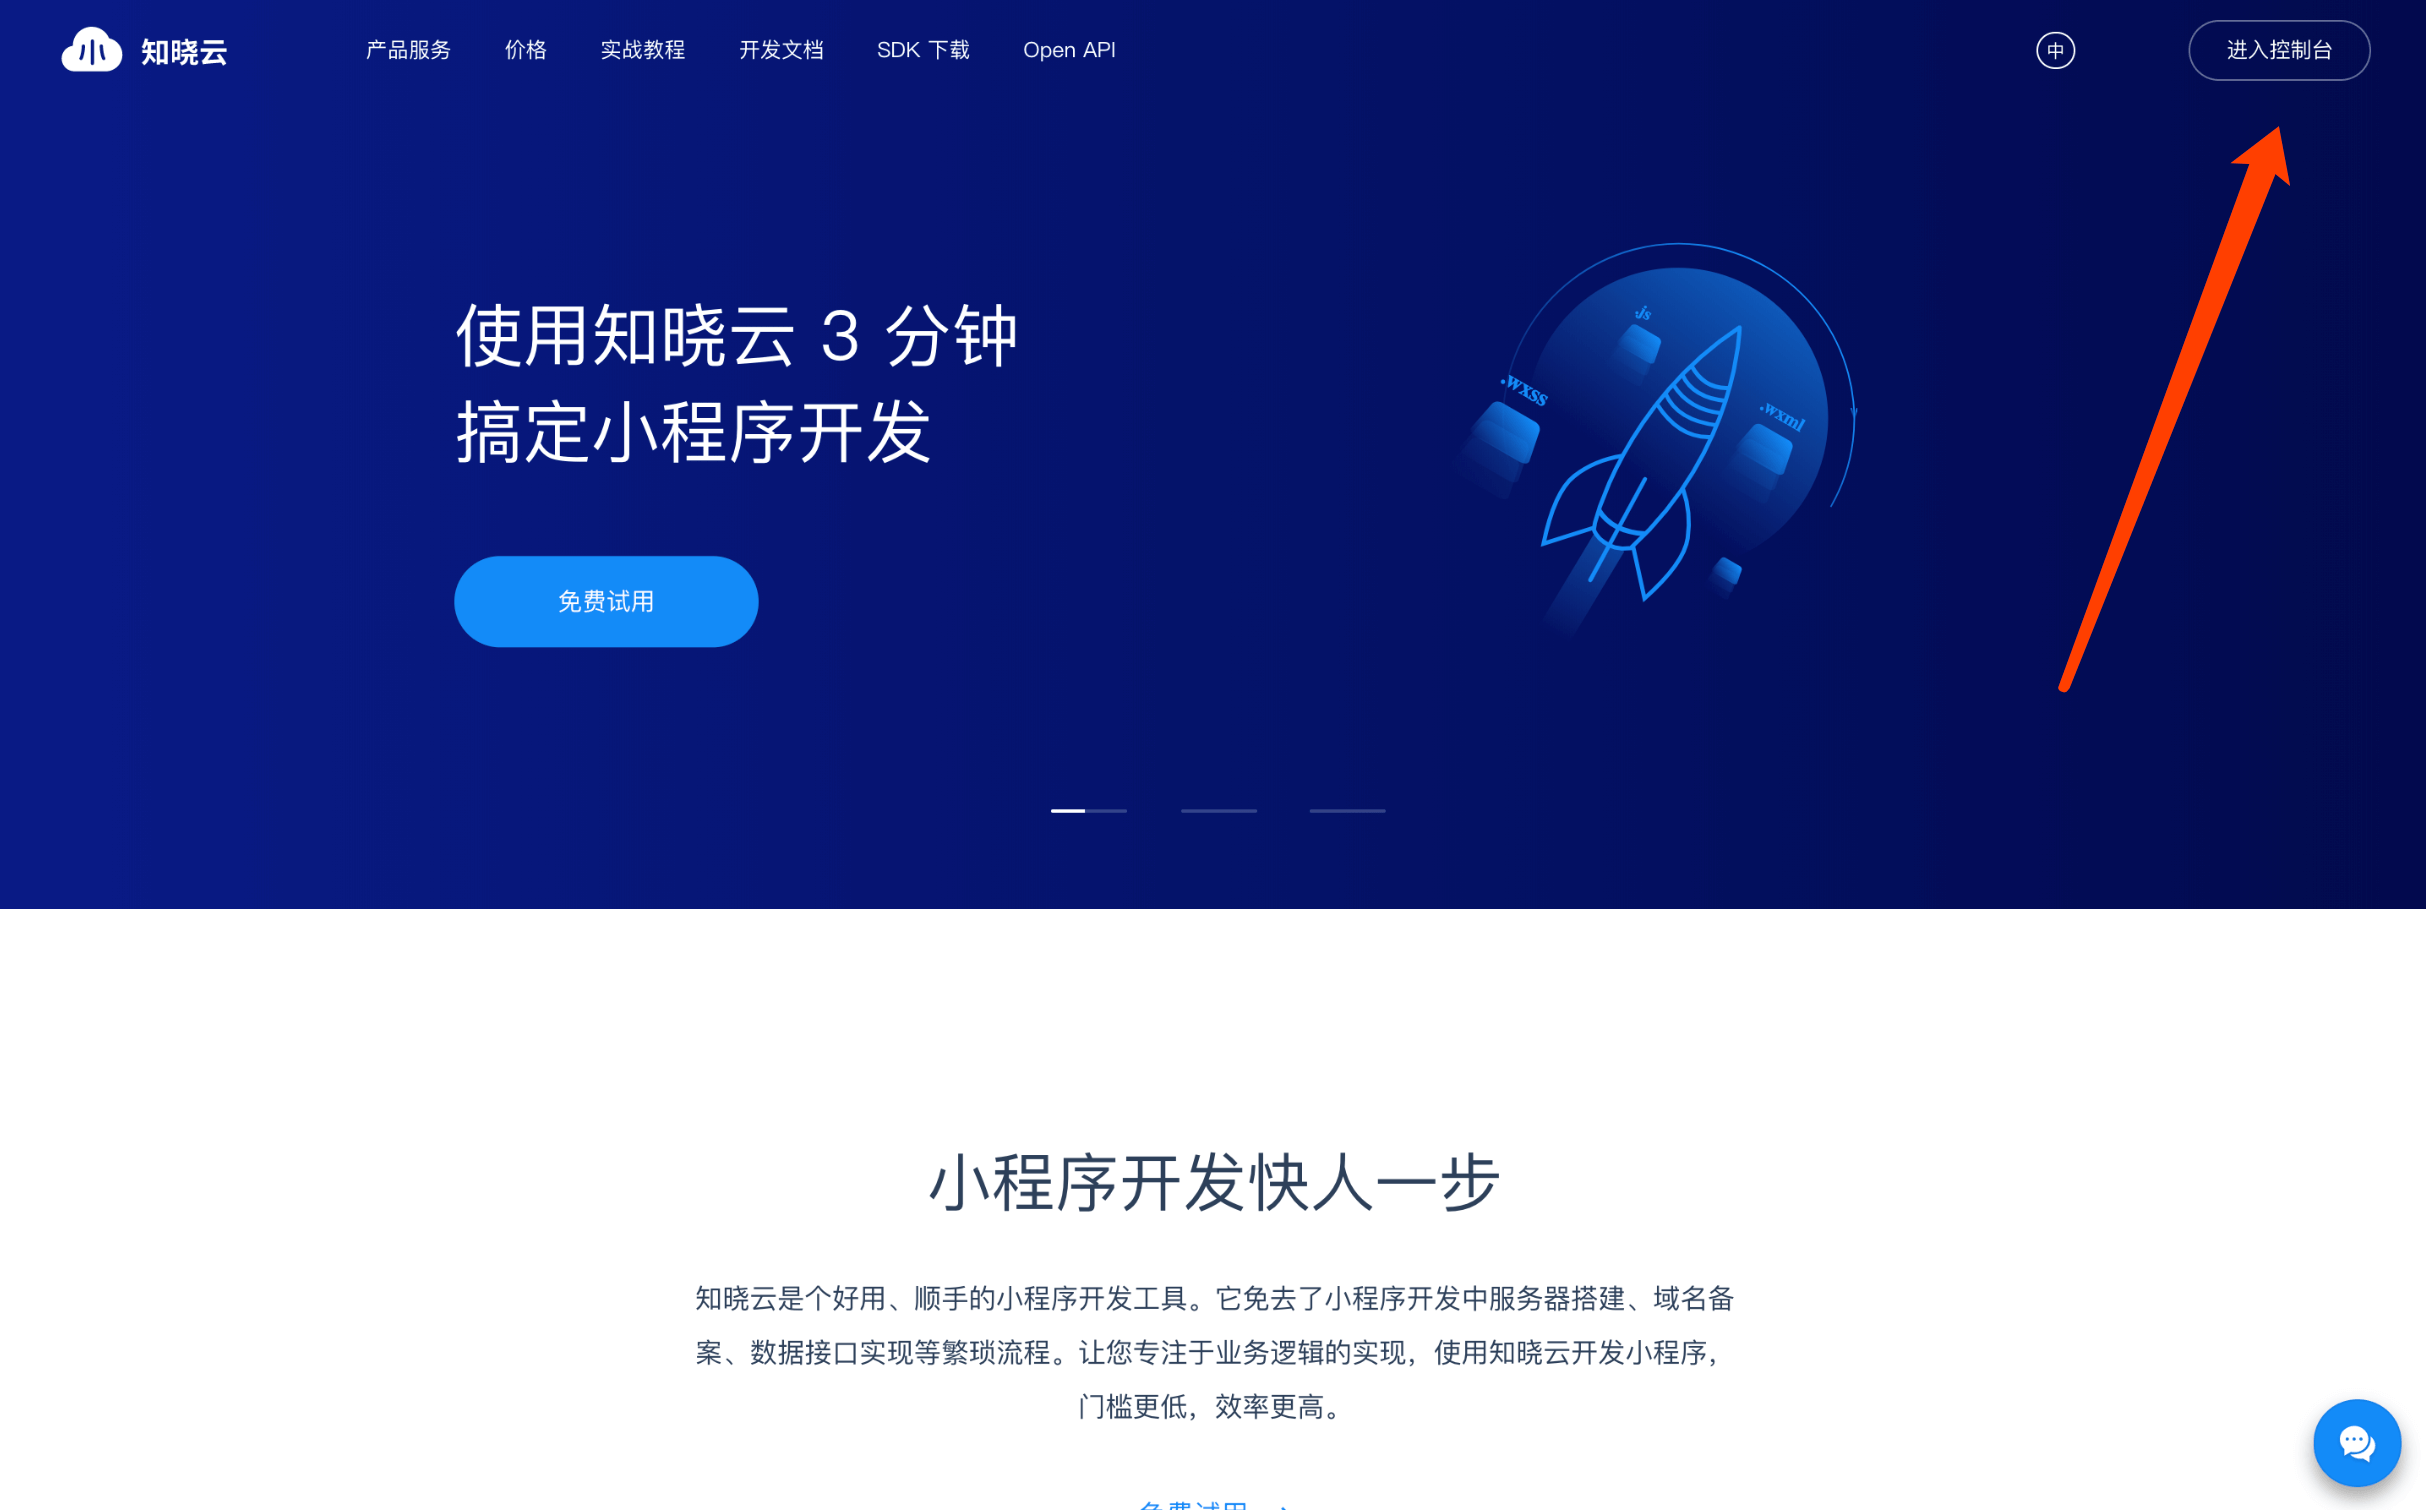 知晓云
产品服务 价格 实战教程 开发文档 SDK 下载 Open API
中
进入控制台
使用知晓云 3 分钟
搞定小程序开发
.js
.wxss
.wxml
免费试用
小程序开发快人一步
知晓云是个好用、顺手的小程序开发工具。它免去了小程序开发中服务器搭建、域名备
案、数据接口实现等繁琐流程。让您专注于业务逻辑的实现，使用知晓云开发小程序，
门槛更低，效率更高。
免费试用